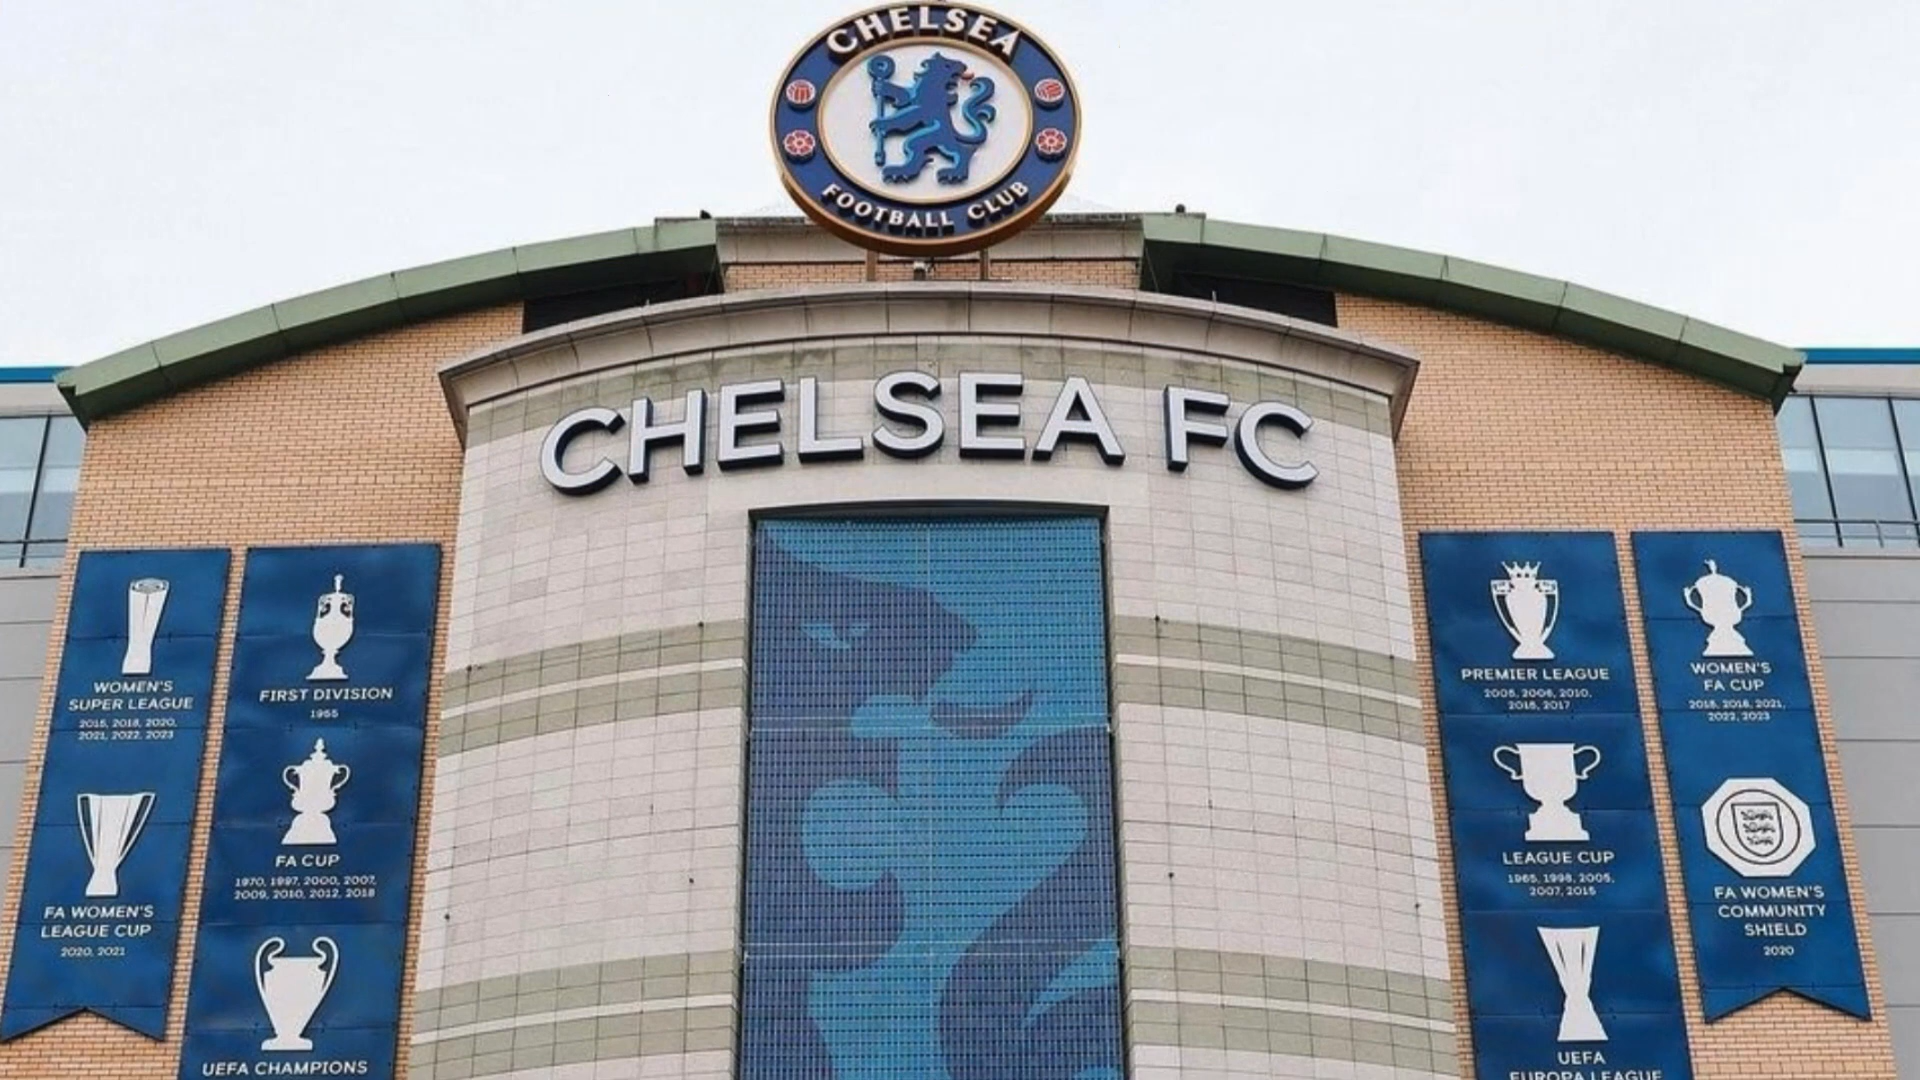 CHELSEA
FOOTBALL CLUB
CHELSEA FC
WOMEN'S
SUPER LEAGUE
2015, 2018, 2020,
2021, 2022, 2023
FA WOMEN'S
LEAGUE CUP
2020, 2021
FIRST DIVISION
1955
FA CUP
1970, 1997, 2000, 2007,
2009, 2010, 2012, 2018
UEFA CHAMPIONS
PREMIER LEAGUE
2005, 2006, 2010,
2015, 2017
LEAGUE CUP
1965, 1998, 2005,
2007, 2015
UEFA
EUROPA LEAGUE
WOMEN'S
FA CUP
2015, 2018, 2021,
2022, 2023
FA WOMEN'S
COMMUNITY
SHIELD
2020